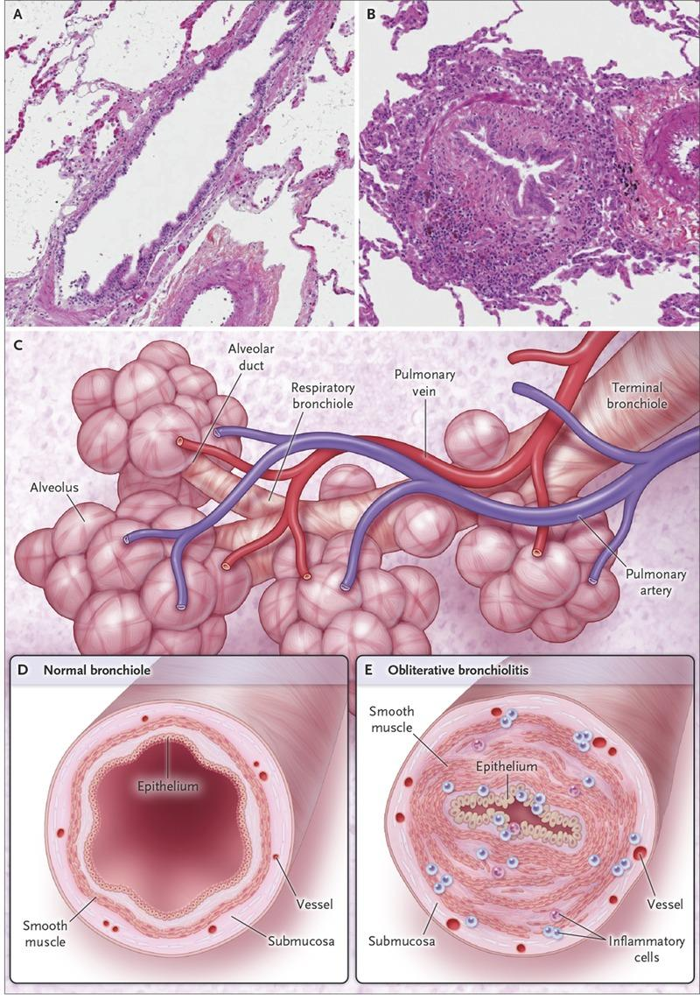 A
B
C
Alveolar
duct
Respiratory
bronchiole
Pulmonary
vein
Terminal
bronchiole
Alveolus
Pulmonary
artery
D Normal bronchiole
Epithelium
Vessel
Smooth
muscle
Submucosa
E Obliterative bronchiolitis
Smooth
muscle
Epithelium
Vessel
Submucosa
Inflammatory
cells